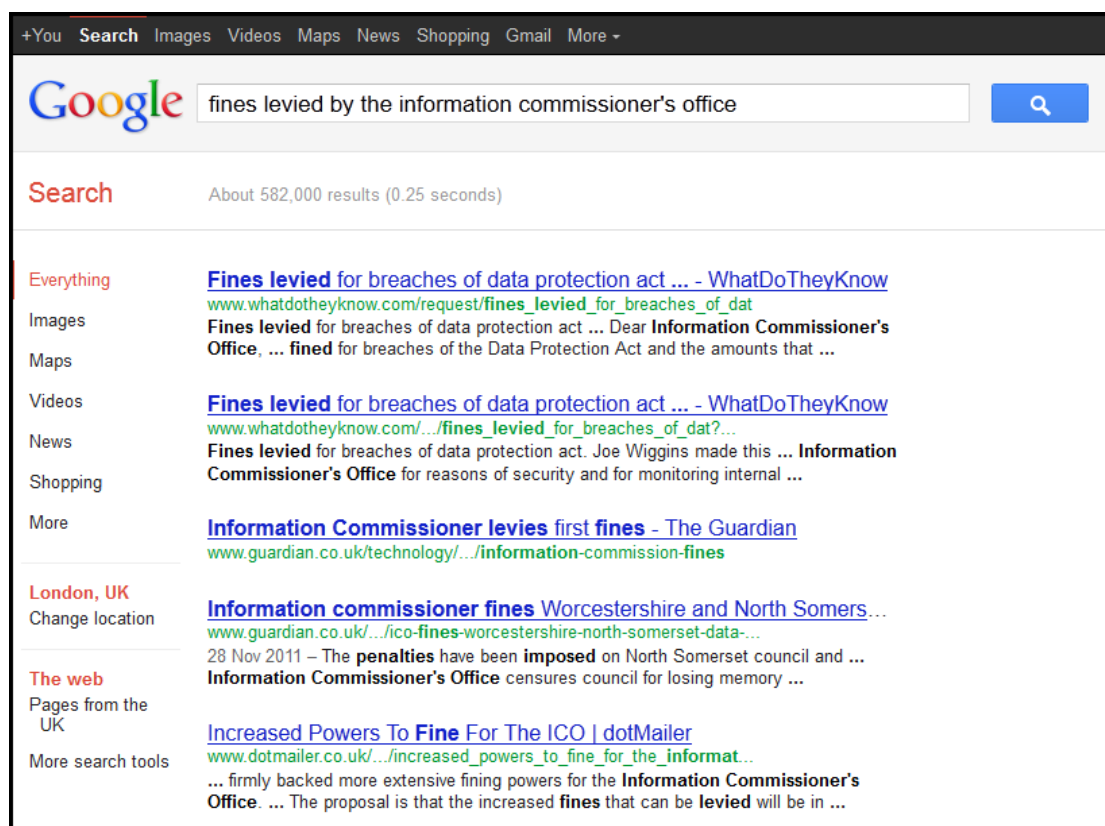 +You Search Images Videos Maps News Shopping Gmail More
Google fines levied by the information commissioner's office
Search About 582,000 results (0.25 seconds)
Everything
Images
Maps
Videos
News
Shopping
More
London, UK
Change location
The web
Pages from the
UK
More search tools
Fines levied for breaches of data protection act ... - WhatDoTheyKnow
www.whatdotheyknow.com/request/fines_levied_for_breaches_of_dat
Fines levied for breaches of data protection act ... Dear Information Commissioner's
Office, ... fined for breaches of the Data Protection Act and the amounts that ...
Fines levied for breaches of data protection act ... - WhatDoTheyKnow
www.whatdotheyknow.com/.../fines_levied_for_breaches_of_dat?...
Fines levied for breaches of data protection act. Joe Wiggins made this ... Information
Commissioner's Office for reasons of security and for monitoring internal ...
Information Commissioner levies first fines - The Guardian
www.guardian.co.uk/technology/.../information-commission-fines
Information commissioner fines Worcestershire and North Somers...
www.guardian.co.uk/.../ico-fines-worcestershire-north-somerset-data-...
28 Nov 2011 – The penalties have been imposed on North Somerset council and ...
Information Commissioner's Office censures council for losing memory ...
Increased Powers To Fine For The ICO | dotMailer
www.dotmailer.co.uk/.../increased_powers_to_fine_for_the_informat...
... firmly backed more extensive fining powers for the Information Commissioner's
Office. ... The proposal is that the increased fines that can be levied will be in ...